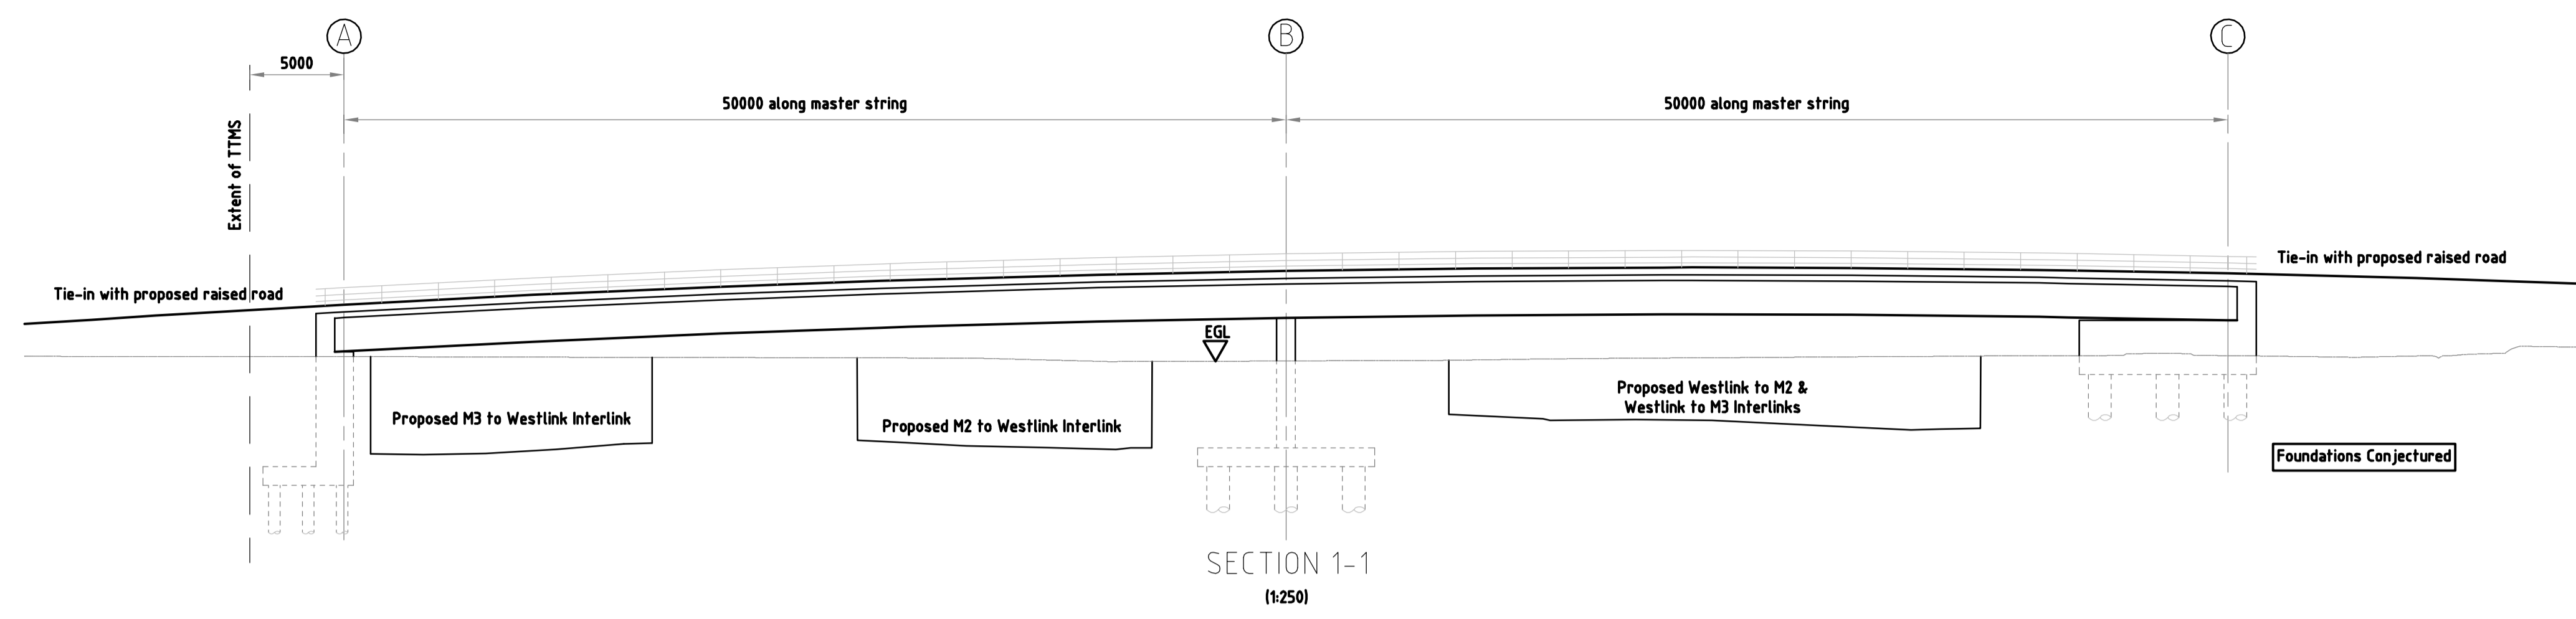 A
B
C
5000
50000 along master string
50000 along master string
Extent of TTMS
Tie-in with proposed raised road
Tie-in with proposed raised road
EGL
Proposed M3 to Westlink Interlink
Proposed M2 to Westlink Interlink
Proposed Westlink to M2 &
Westlink to M3 Interlinks
Foundations Conjectured
SECTION 1-1
(1:250)